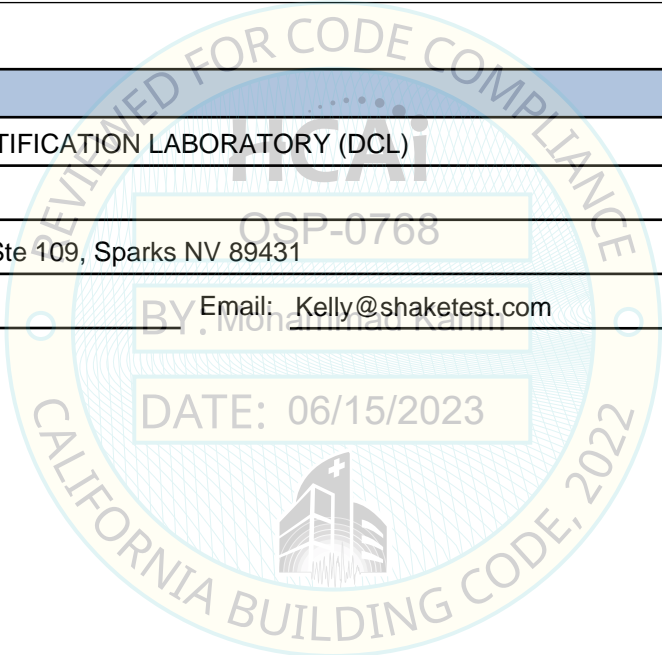 REVIEWED FOR CODE COMPLIANCE
HCAi
TIFICATION LABORATORY (DCL)
OSP-0768
Ste 109, Sparks NV 89431
Email: Kelly@shaketest.com
BY: Mohammad Karim
DATE: 06/15/2023
CALIFORNIA BUILDING CODE, 2022